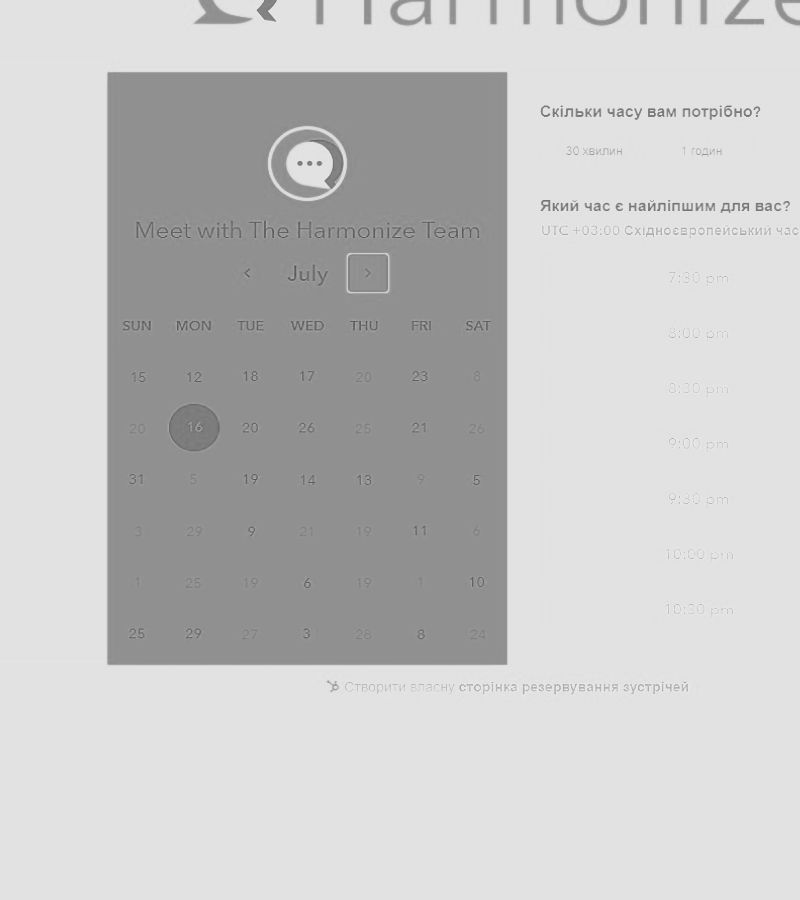 Harmonize
Meet with The Harmonize Team
July
SUN MON TUE WED THU FRI SAT
15 12 18 17 20 23 8
20 16 20 26 25 21 26
31 5 19 14 13 9 5
3 29 9 21 19 11 6
1 25 19 6 19 1 10
25 29 27 3 28 8 24
Скільки часу вам потрібно?
30 хвилин 1 годин
Який час є найліпшим для вас?
UTC +03:00 Східноєвропейський час
7:30 pm
8:00 pm
8:30 pm
9:00 pm
9:30 pm
10:00 pm
10:30 pm
Створити власну сторінка резервування зустрічей